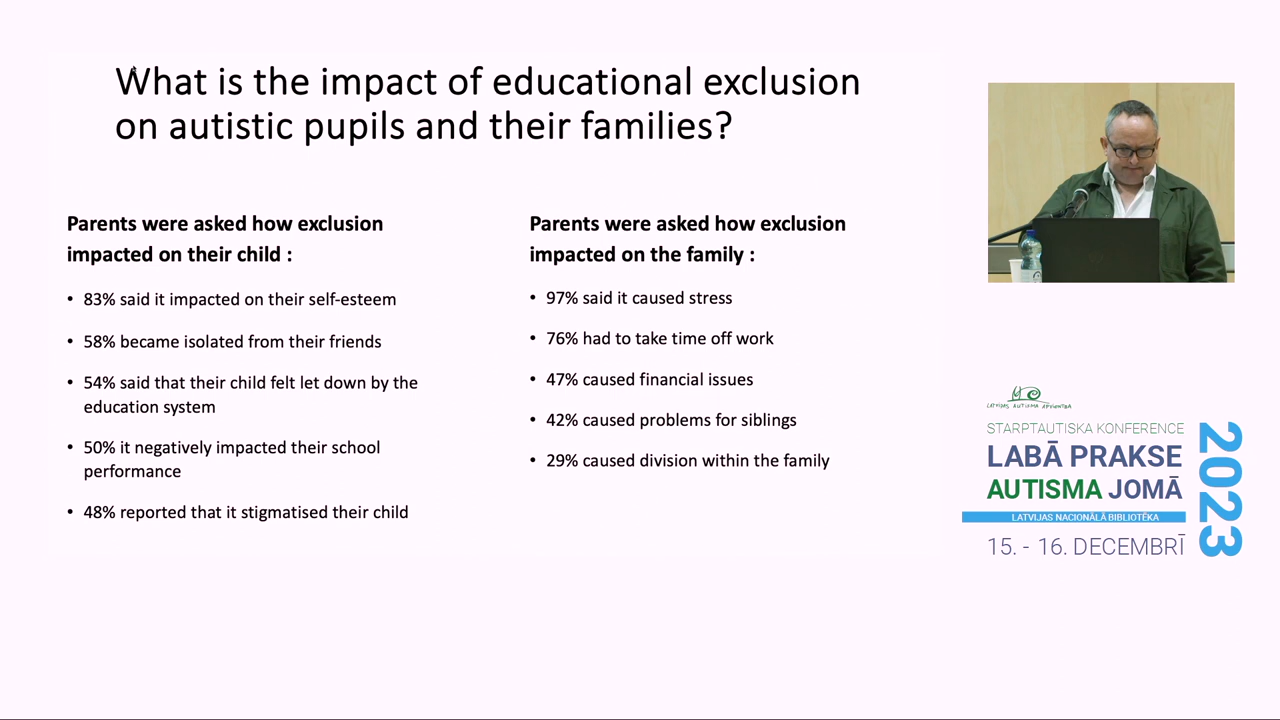 What is the impact of educational exclusion
on autistic pupils and their families?
Parents were asked how exclusion
impacted on their child :
• 83% said it impacted on their self-esteem
• 58% became isolated from their friends
• 54% said that their child felt let down by the
education system
• 50% it negatively impacted their school
performance
• 48% reported that it stigmatised their child
Parents were asked how exclusion
impacted on the family :
• 97% said it caused stress
• 76% had to take time off work
• 47% caused financial issues
• 42% caused problems for siblings
• 29% caused division within the family
LATVIJAS AUTISMA APVIENĪBA
STARPTAUTISKA KONFERENCE
LABĀ PRAKSE
AUTISMA JOMĀ
LATVIJAS NACIONĀLĀ BIBLIOTĒKA
15. - 16. DECEMBRĪ
2023